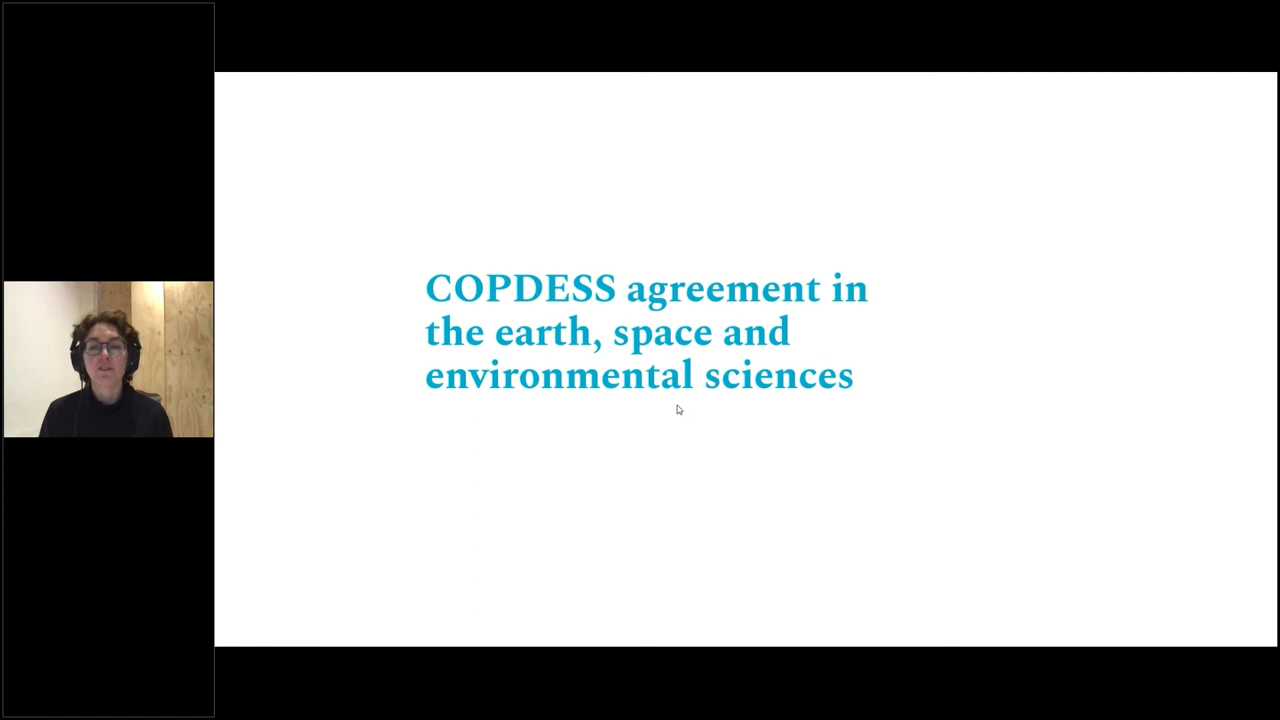 COPDESS agreement in
the earth, space and
environmental sciences